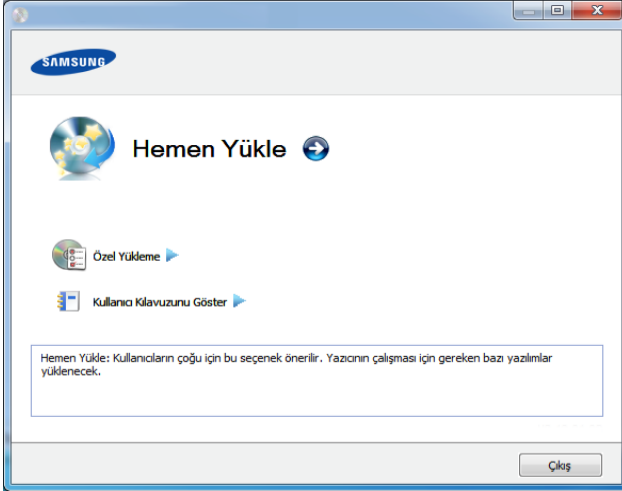 SAMSUNG
Hemen Yükle
Özel Yükleme
Kullanıcı Kılavuzunu Göster
Hemen Yükle: Kullanıcıların çoğu için bu seçenek önerilir. Yazıcının çalışması için gereken bazı yazılımlar
yüklenecek.
Çıkış